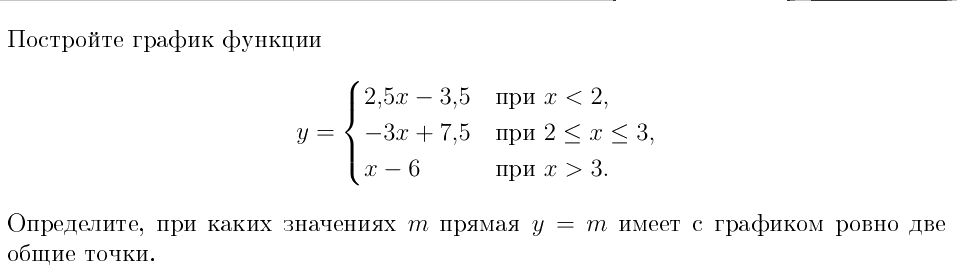 Постройте график функции
y = { 2,5x − 3,5 при x < 2,
−3x + 7,5 при 2 ≤ x ≤ 3,
x − 6 при x > 3.
Определите, при каких значениях m прямая y = m имеет с графиком ровно две
общие точки.